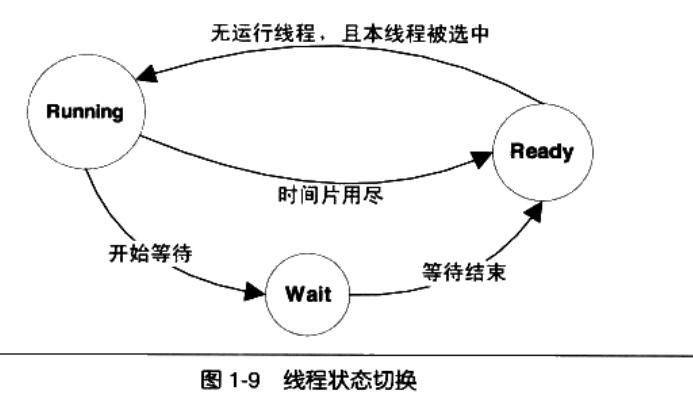 无运行线程，且本线程被选中
Running
Ready
时间片用尽
开始等待
等待结束
Wait
图 1-9 线程状态切换